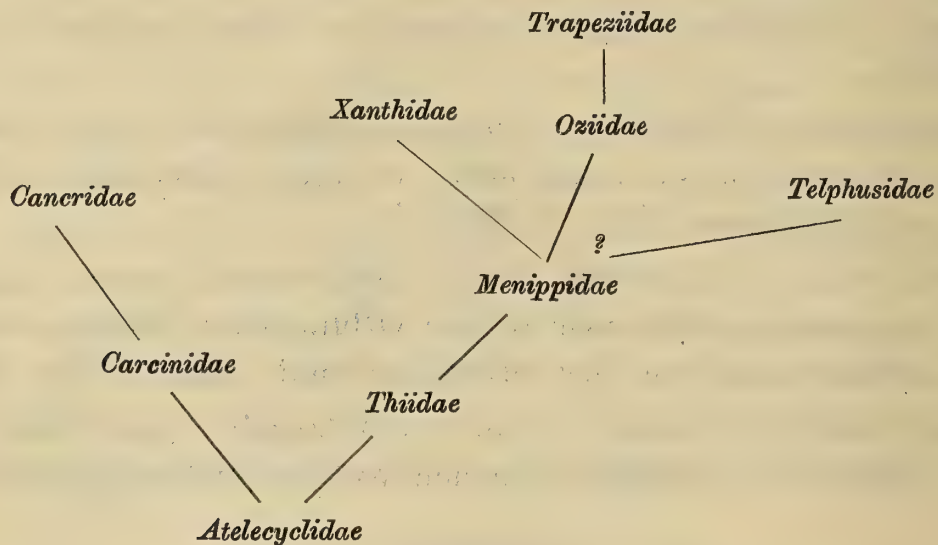 Trapeziidae
Xanthidae
Oziidae
Cancridae
Telphusidae
?
Menippidae
Carcinidae
Thiidae
Atelecyclidae